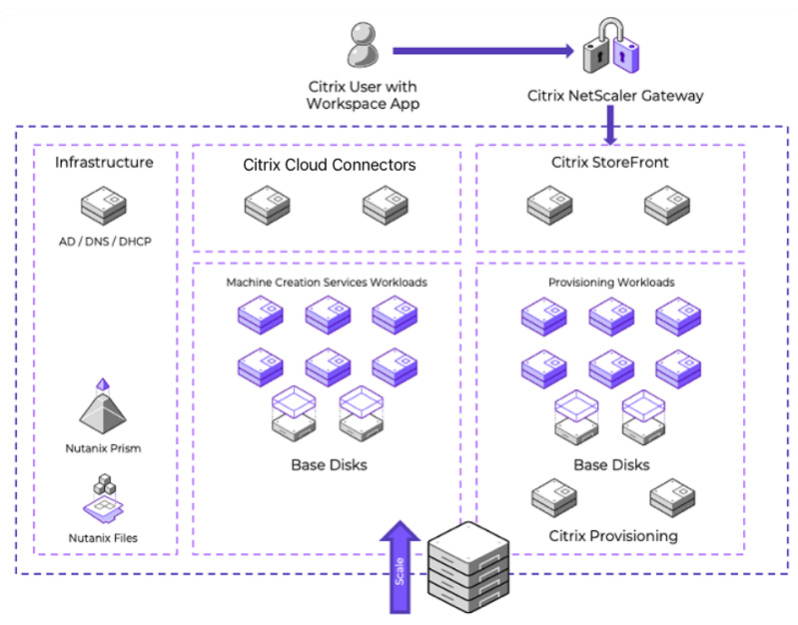 Citrix User with
Workspace App
Citrix NetScaler Gateway
Infrastructure
AD / DNS / DHCP
Nutanix Prism
Nutanix Files
Citrix Cloud Connectors
Citrix StoreFront
Machine Creation Services Workloads
Base Disks
Provisioning Workloads
Base Disks
Citrix Provisioning
Scale